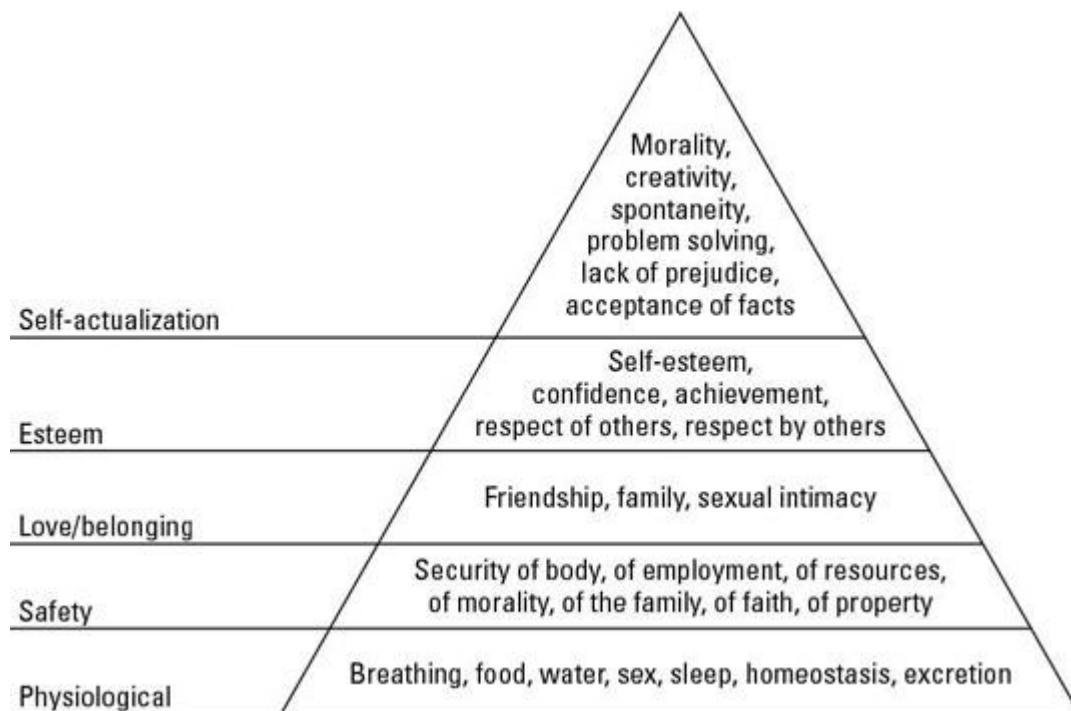 Morality,
creativity,
spontaneity,
problem solving,
lack of prejudice,
acceptance of facts
Self-actualization
Self-esteem,
confidence, achievement,
respect of others, respect by others
Esteem
Friendship, family, sexual intimacy
Love/belonging
Security of body, of employment, of resources,
of morality, of the family, of faith, of property
Safety
Breathing, food, water, sex, sleep, homeostasis, excretion
Physiological